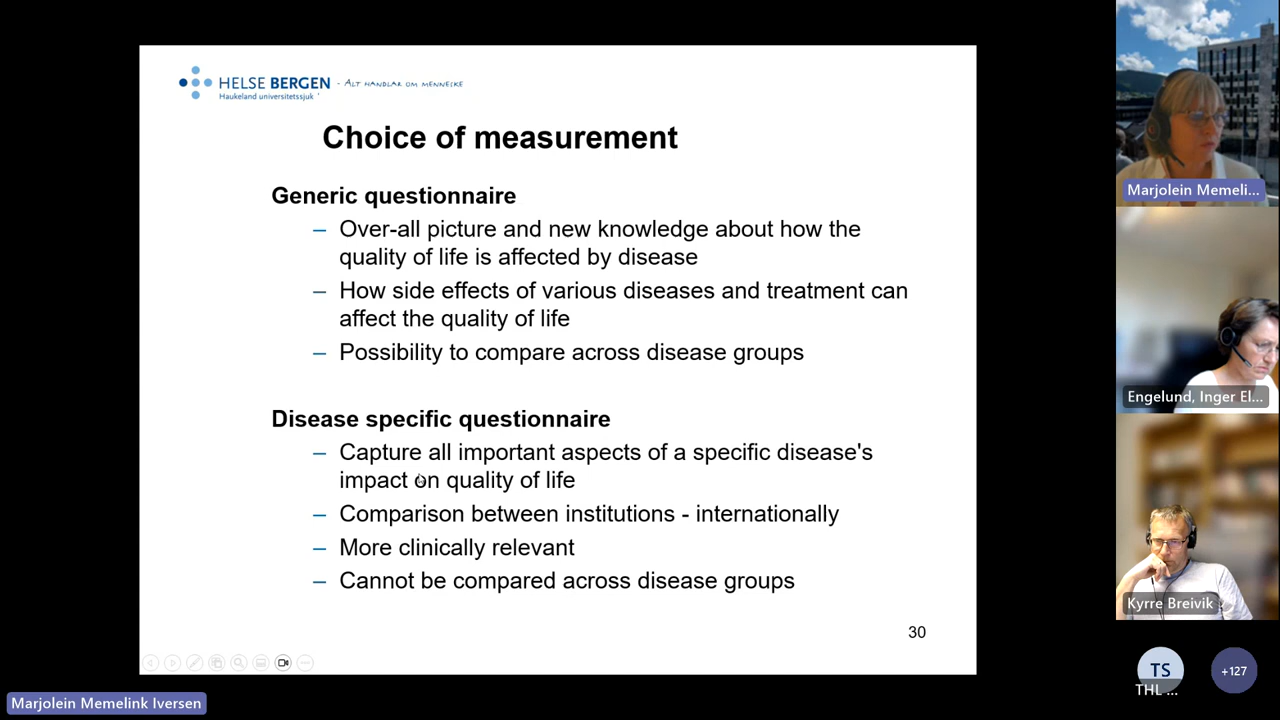 HELSE BERGEN - ALT HANDLAR OM MENNESKE
Haukeland universitetssjuk
Choice of measurement
Generic questionnaire
– Over-all picture and new knowledge about how the
quality of life is affected by disease
– How side effects of various diseases and treatment can
affect the quality of life
– Possibility to compare across disease groups
Disease specific questionnaire
– Capture all important aspects of a specific disease's
impact on quality of life
– Comparison between institutions - internationally
– More clinically relevant
– Cannot be compared across disease groups
30
Marjolein Memelink Iversen
Marjolein Memeli...
Engelund, Inger El...
Kyrre Breivik
TS
THL ...
+127